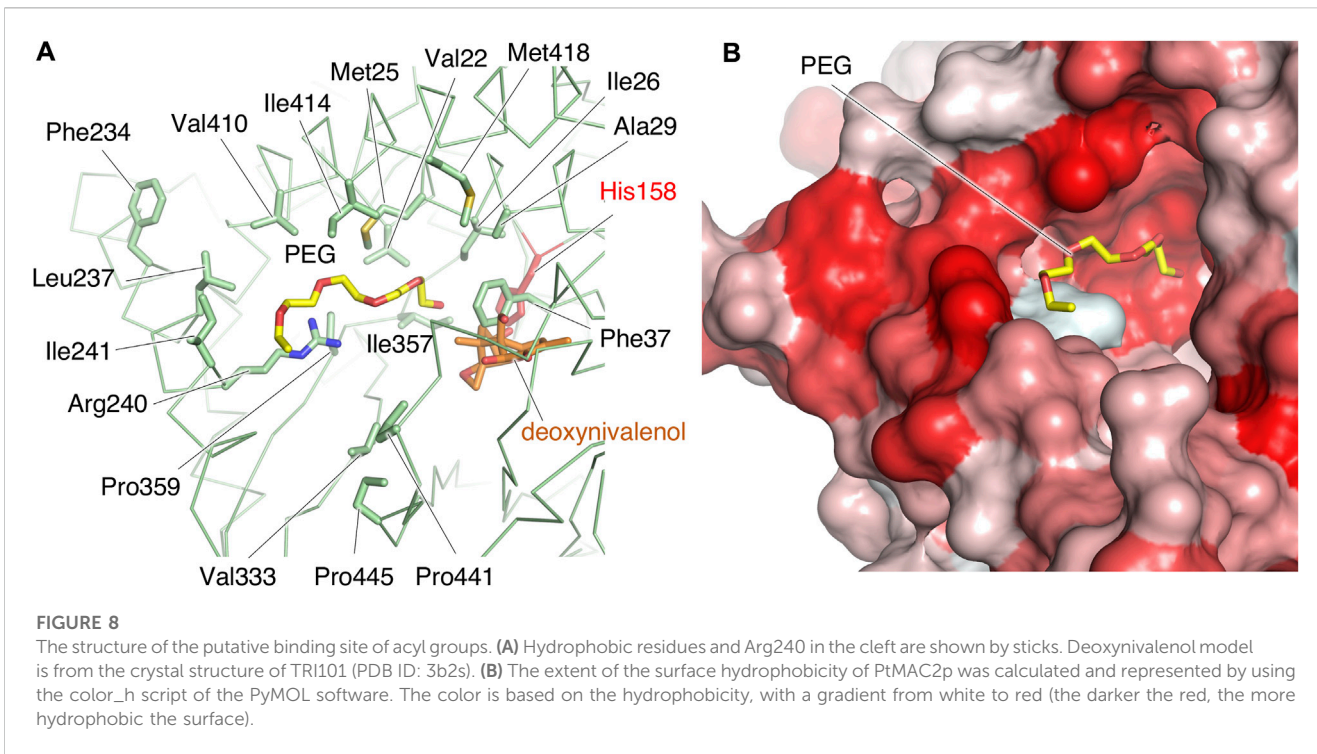 A
Met25
Val22
Met418
Ile414
Ile26
Val410
Phe234
Ala29
His158
PEG
Leu237
Ile241
Ile357
Phe37
Arg240
deoxynivalenol
Pro359
Val333
Pro445
Pro441
B
PEG
FIGURE 8
The structure of the putative binding site of acyl groups. (A) Hydrophobic residues and Arg240 in the cleft are shown by sticks. Deoxynivalenol model
is from the crystal structure of TRI101 (PDB ID: 3b2s). (B) The extent of the surface hydrophobicity of PtMAC2p was calculated and represented by using
the color_h script of the PyMOL software. The color is based on the hydrophobicity, with a gradient from white to red (the darker the red, the more
hydrophobic the surface).